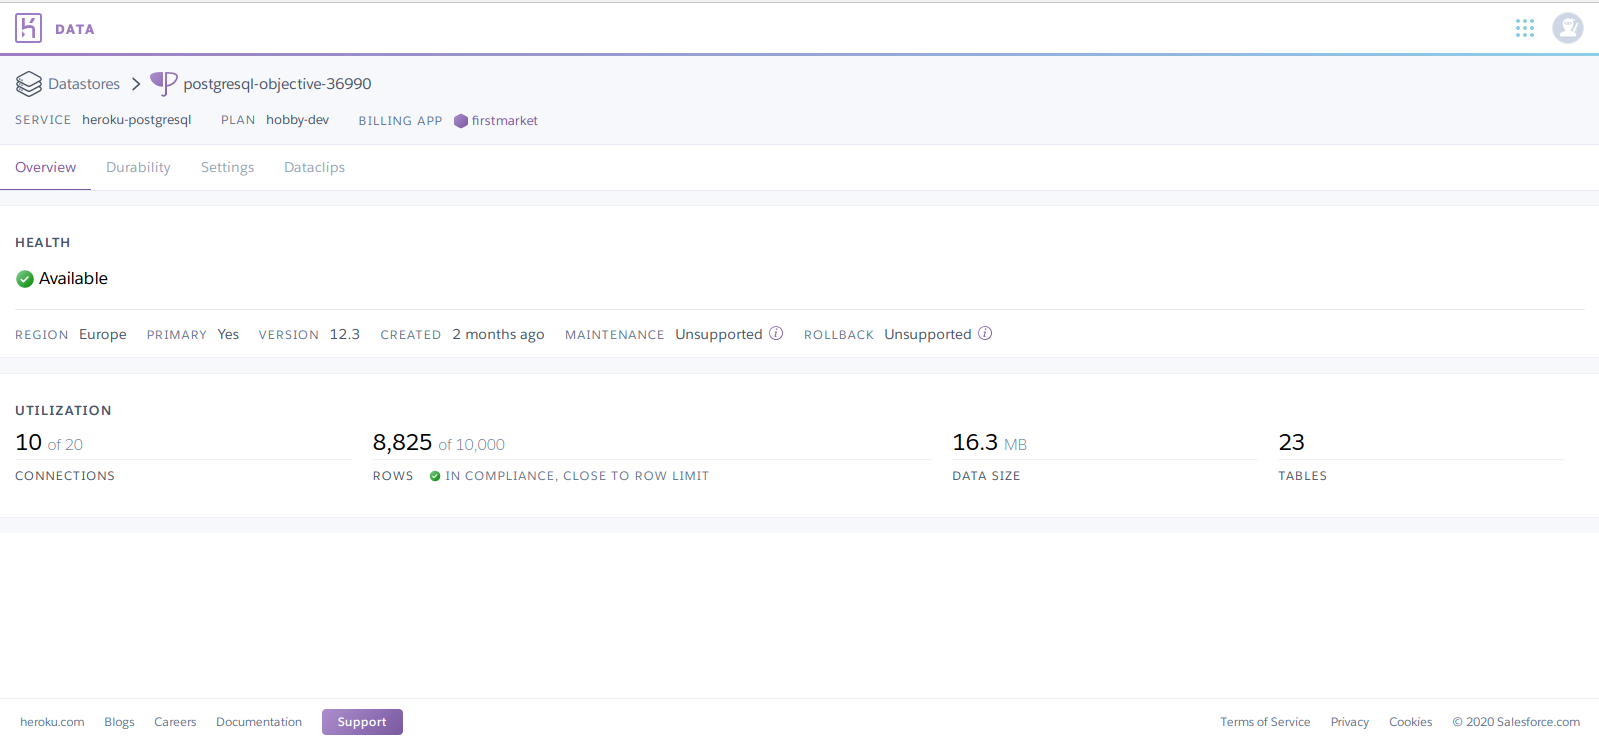 DATA
Datastores > postgresql-objective-36990
SERVICE heroku-postgresql PLAN hobby-dev BILLING APP firstmarket
Overview Durability Settings Dataclips
HEALTH
Available
REGION Europe PRIMARY Yes VERSION 12.3 CREATED 2 months ago MAINTENANCE Unsupported ROLLBACK Unsupported
UTILIZATION
10 of 20 8,825 of 10,000 16.3 MB 23
CONNECTIONS ROWS IN COMPLIANCE, CLOSE TO ROW LIMIT DATA SIZE TABLES
heroku.com Blogs Careers Documentation Support Terms of Service Privacy Cookies © 2020 Salesforce.com